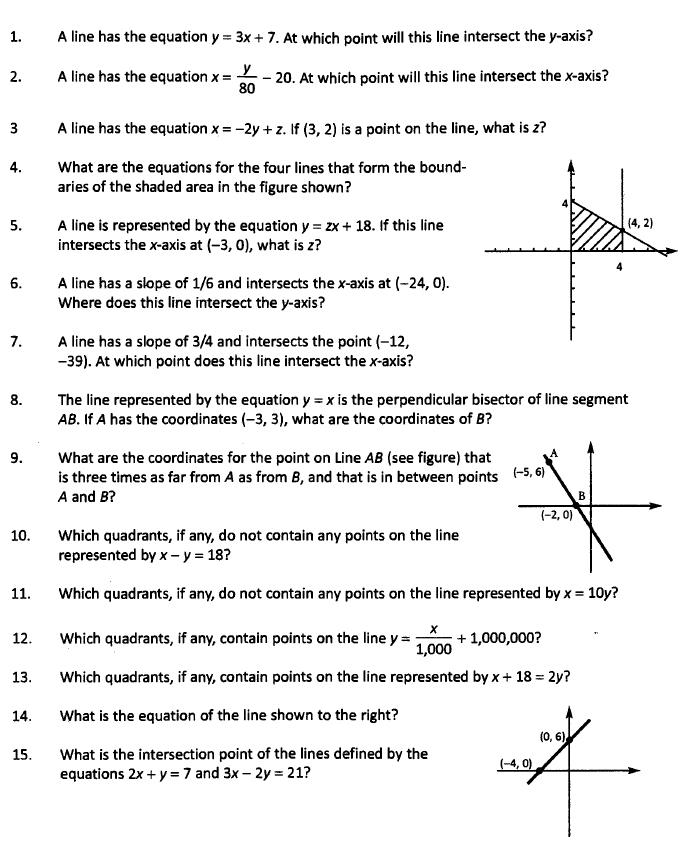 1. A line has the equation y = 3x + 7. At which point will this line intersect the y-axis?
2. A line has the equation x = y/80 − 20. At which point will this line intersect the x-axis?
3 A line has the equation x = −2y + z. If (3, 2) is a point on the line, what is z?
4. What are the equations for the four lines that form the bound-
aries of the shaded area in the figure shown?
4
(4, 2)
4
5. A line is represented by the equation y = zx + 18. If this line
intersects the x-axis at (−3, 0), what is z?
6. A line has a slope of 1/6 and intersects the x-axis at (−24, 0).
Where does this line intersect the y-axis?
7. A line has a slope of 3/4 and intersects the point (−12,
−39). At which point does this line intersect the x-axis?
8. The line represented by the equation y = x is the perpendicular bisector of line segment
AB. If A has the coordinates (−3, 3), what are the coordinates of B?
9. What are the coordinates for the point on Line AB (see figure) that
is three times as far from A as from B, and that is in between points
A and B?
A
(−5, 6)
B
(−2, 0)
10. Which quadrants, if any, do not contain any points on the line
represented by x − y = 18?
11. Which quadrants, if any, do not contain any points on the line represented by x = 10y?
12. Which quadrants, if any, contain points on the line y = x/1,000 + 1,000,000?
13. Which quadrants, if any, contain points on the line represented by x + 18 = 2y?
14. What is the equation of the line shown to the right?
(0, 6)
(−4, 0)
15. What is the intersection point of the lines defined by the
equations 2x + y = 7 and 3x − 2y = 21?